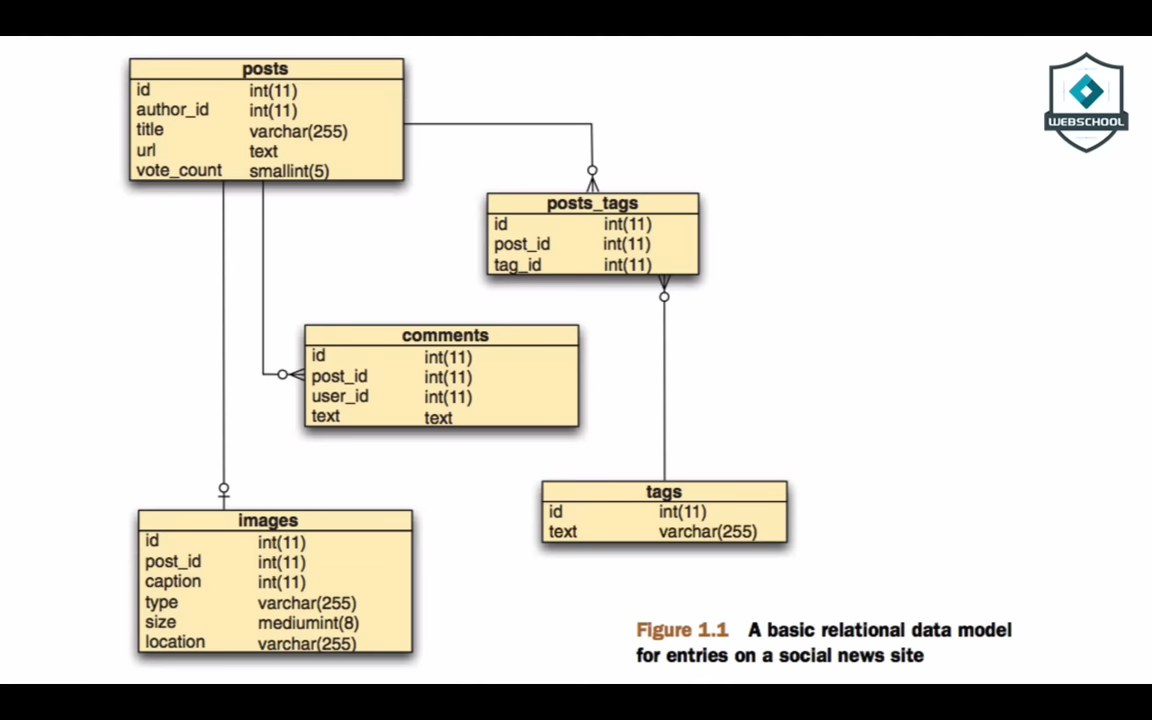 posts
id int(11)
author_id int(11)
title varchar(255)
url text
vote_count smallint(5)
WEBSCHOOL
posts_tags
id int(11)
post_id int(11)
tag_id int(11)
comments
id int(11)
post_id int(11)
user_id int(11)
text text
images
id int(11)
post_id int(11)
caption int(11)
type varchar(255)
size mediumint(8)
location varchar(255)
tags
id int(11)
text varchar(255)
Figure 1.1 A basic relational data model
for entries on a social news site